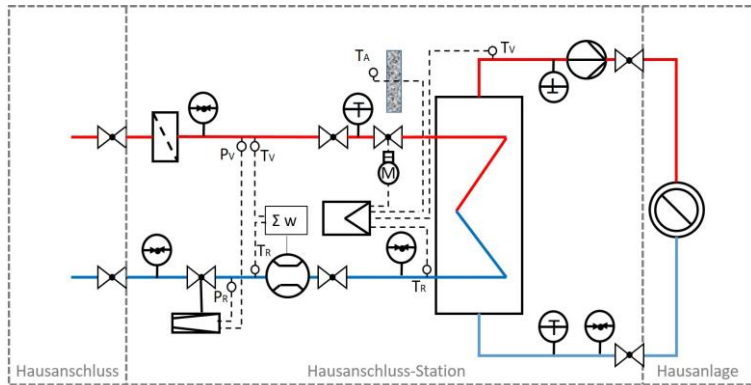 TV
TA
PV
TV
M
Σ w
TR
TR
PR
Hausanschluss
Hausanschluss-Station
Hausanlage